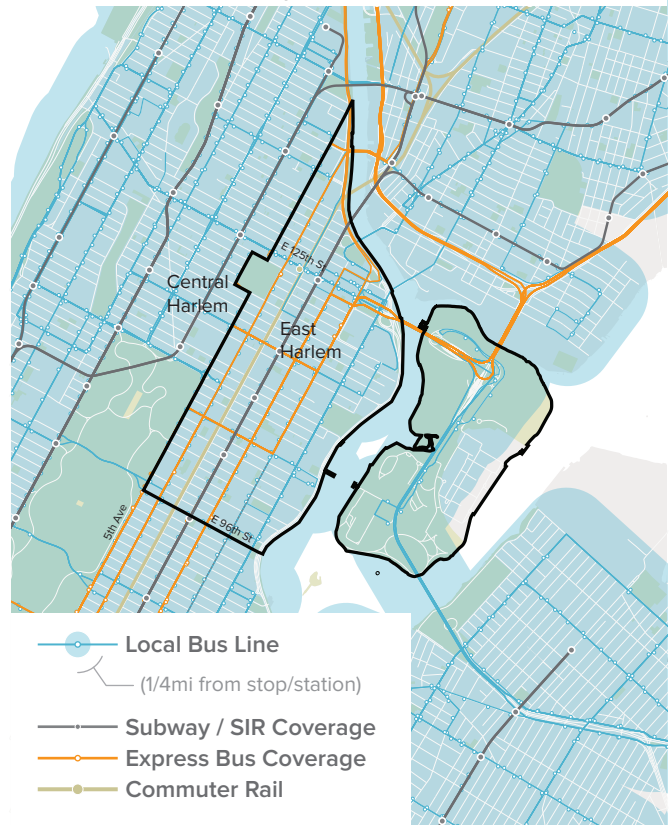 E 125th St
Central
Harlem
East
Harlem
5th Ave
E 96th St
Local Bus Line
(1/4mi from stop/station)
Subway / SIR Coverage
Express Bus Coverage
Commuter Rail